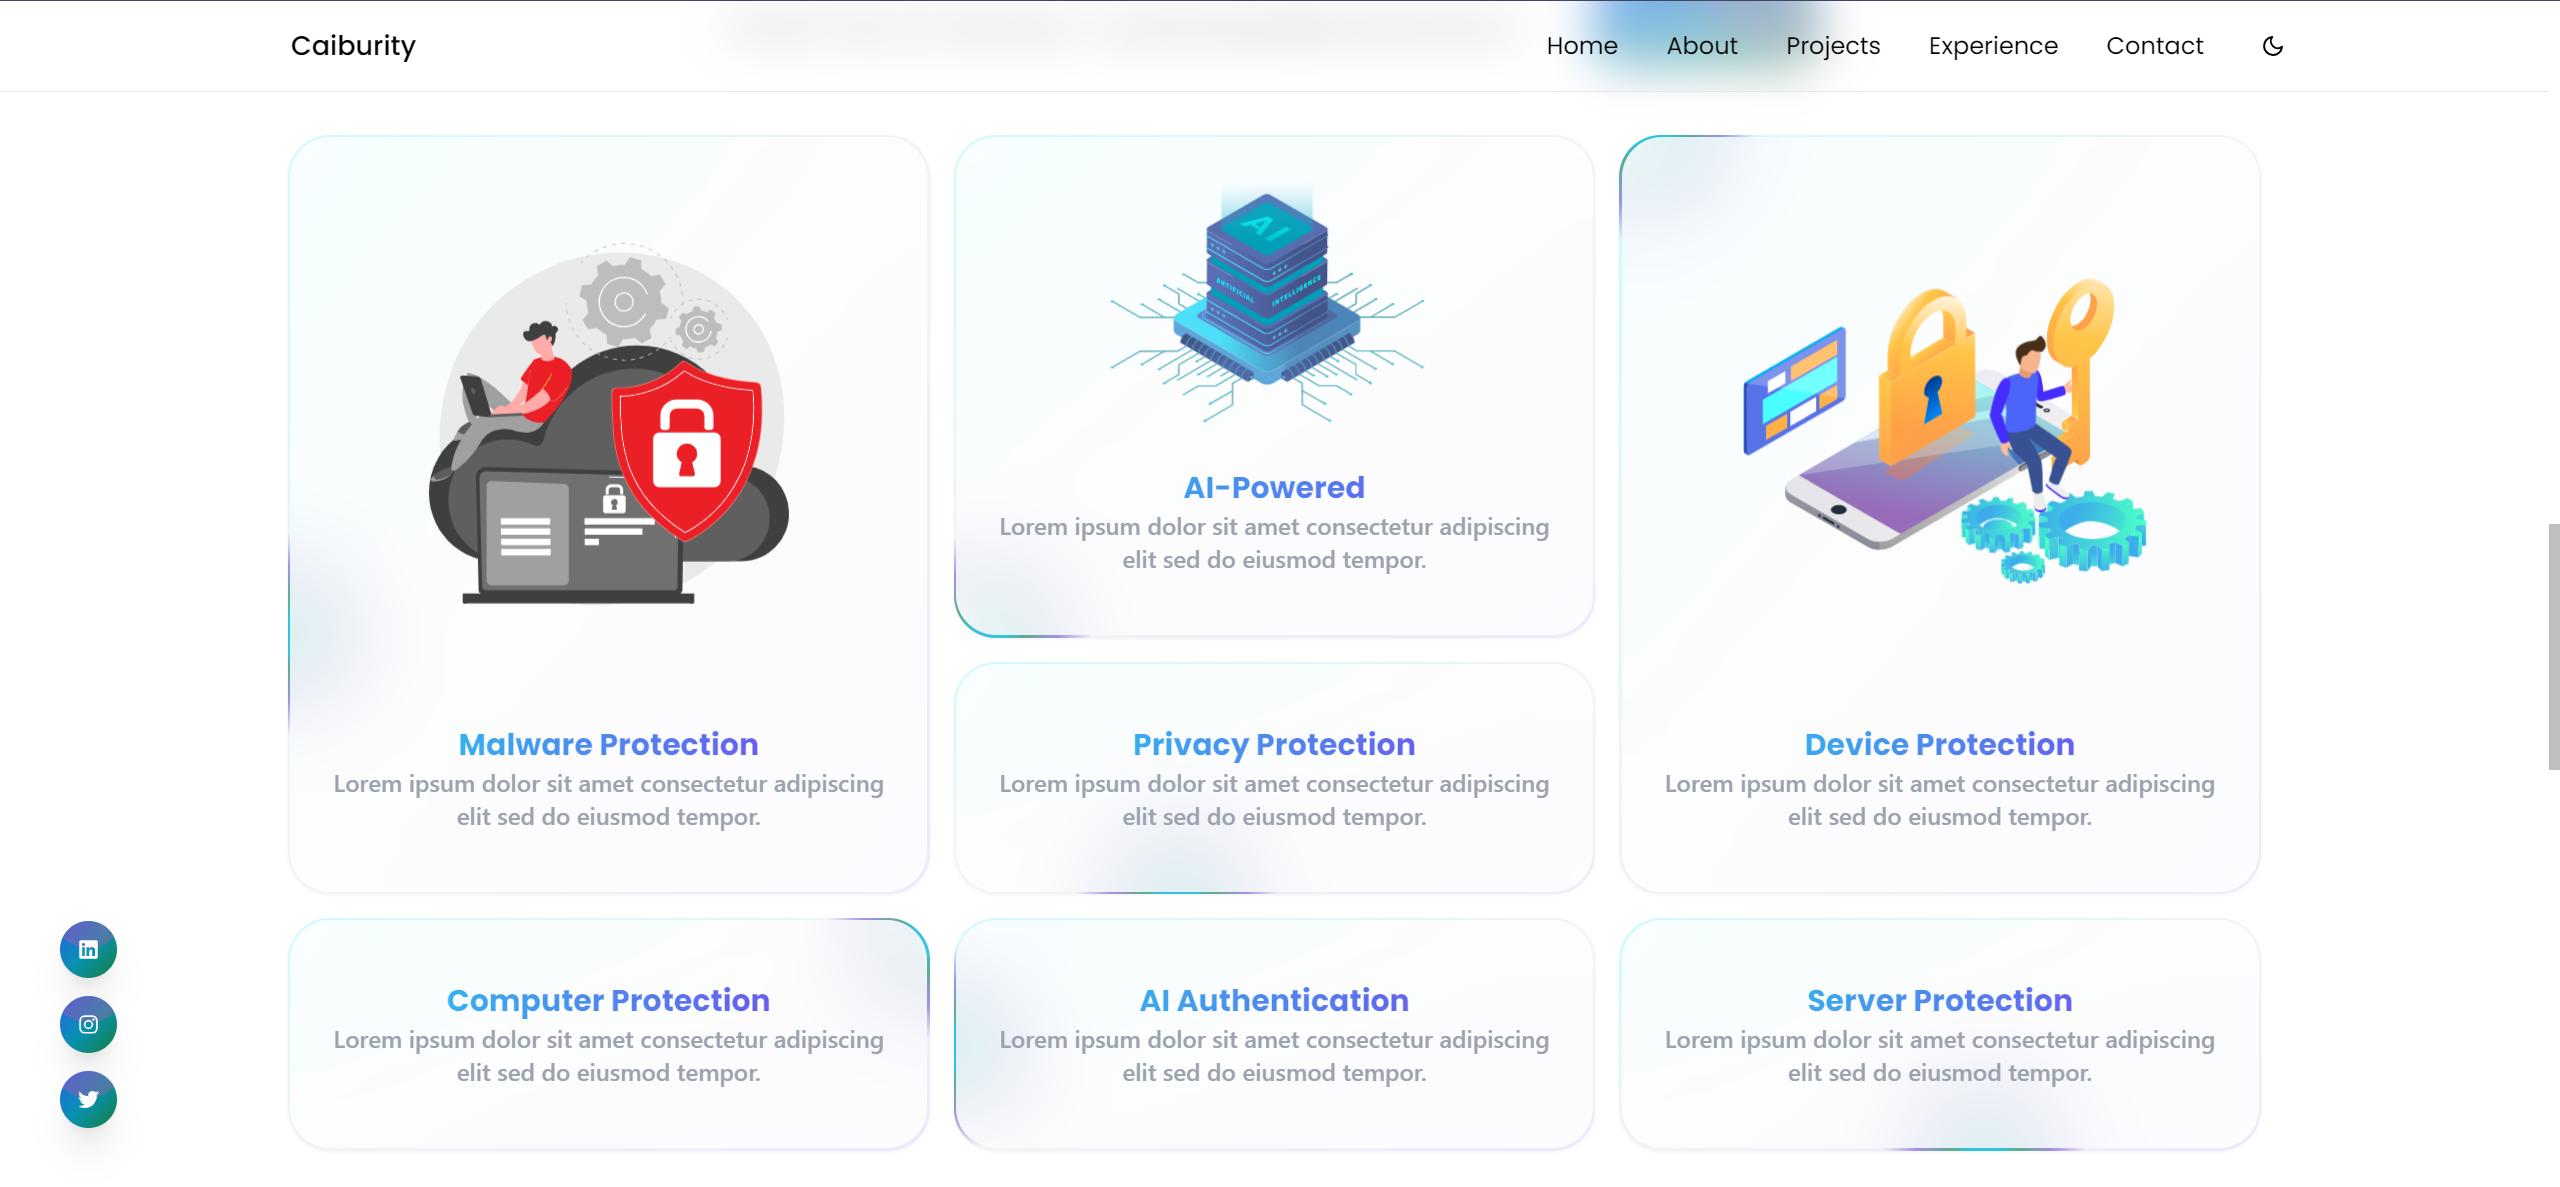 Caiburity
Home About Projects Experience Contact
AI
ARTIFICIAL INTELLIGENCE
AI-Powered
Lorem ipsum dolor sit amet consectetur adipiscing
elit sed do eiusmod tempor.
Malware Protection
Lorem ipsum dolor sit amet consectetur adipiscing
elit sed do eiusmod tempor.
Privacy Protection
Lorem ipsum dolor sit amet consectetur adipiscing
elit sed do eiusmod tempor.
Device Protection
Lorem ipsum dolor sit amet consectetur adipiscing
elit sed do eiusmod tempor.
Computer Protection
Lorem ipsum dolor sit amet consectetur adipiscing
elit sed do eiusmod tempor.
AI Authentication
Lorem ipsum dolor sit amet consectetur adipiscing
elit sed do eiusmod tempor.
Server Protection
Lorem ipsum dolor sit amet consectetur adipiscing
elit sed do eiusmod tempor.
in